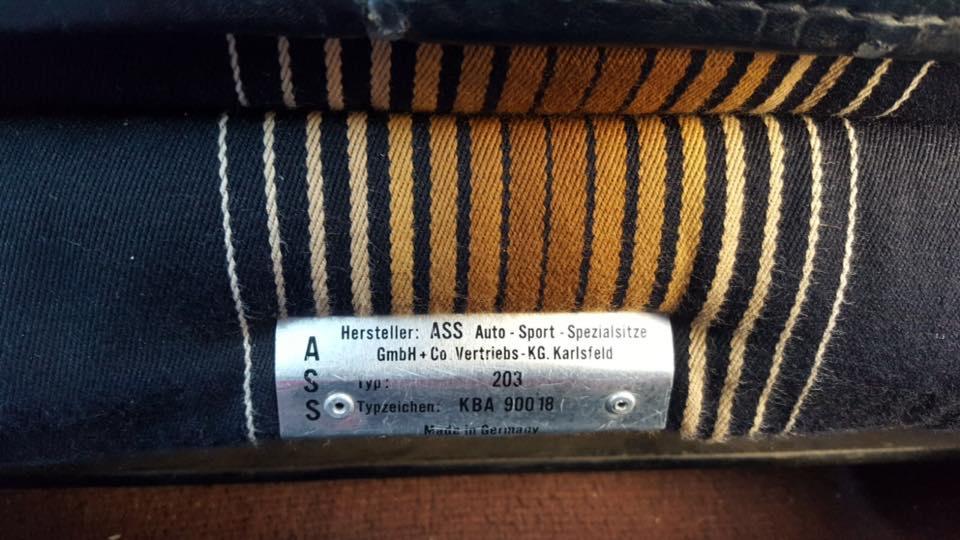 A
S
S
Hersteller: ASS Auto - Sport - Spezialsitze
GmbH + Co. Vertriebs - KG. Karlsfeld
Typ: 203
Typzeichen: KBA 90018
Made in Germany